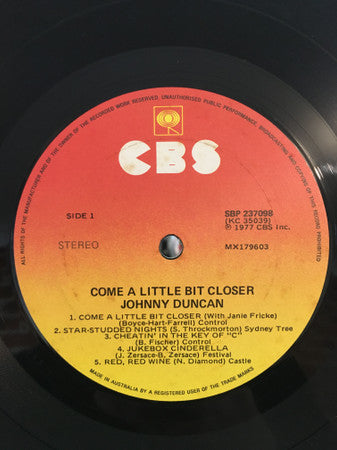 ALL RIGHTS OF THE MANUFACTURER AND OF THE OWNER OF THE RECORDED WORK RESERVED. UNAUTHORISED PUBLIC PERFORMANCE, BROADCASTING AND COPYING OF THIS RECORD PROHIBITED.
CBS
SIDE 1
SBP 237098
(KC 35039)
℗ 1977 CBS Inc.
STEREO
MX179603
COME A LITTLE BIT CLOSER
JOHNNY DUNCAN
1. COME A LITTLE BIT CLOSER (With Janie Fricke)
(Boyce-Hart-Farrell) Control
2. STAR-STUDDED NIGHTS (S. Throckmorton) Sydney Tree
3. CHEATIN' IN THE KEY OF "C"
(B. Fischer) Control
4. JUKEBOX CINDERELLA
(J. Zersace-B. Zersace) Festival
5. RED, RED WINE (N. Diamond) Castle
MADE IN AUSTRALIA BY A REGISTERED USER OF THE TRADE MARKS